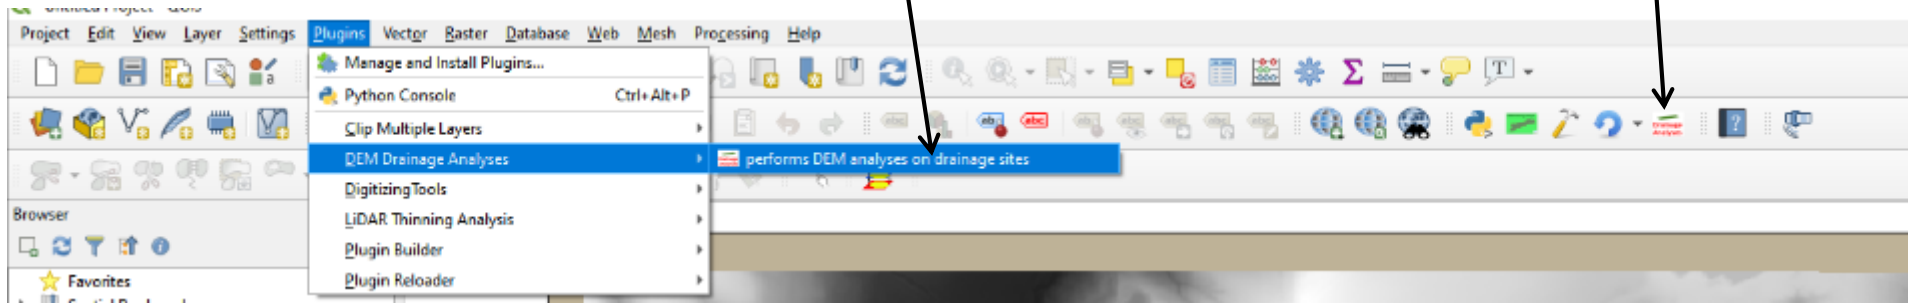 Project Edit View Layer Settings Plugins Vector Raster Database Web Mesh Processing Help
Manage and Install Plugins...
Python Console Ctrl+Alt+P
Clip Multiple Layers
DEM Drainage Analyses
performs DEM analyses on drainage sites
DigitizingTools
LiDAR Thinning Analysis
Plugin Builder
Plugin Reloader
Browser
Favorites